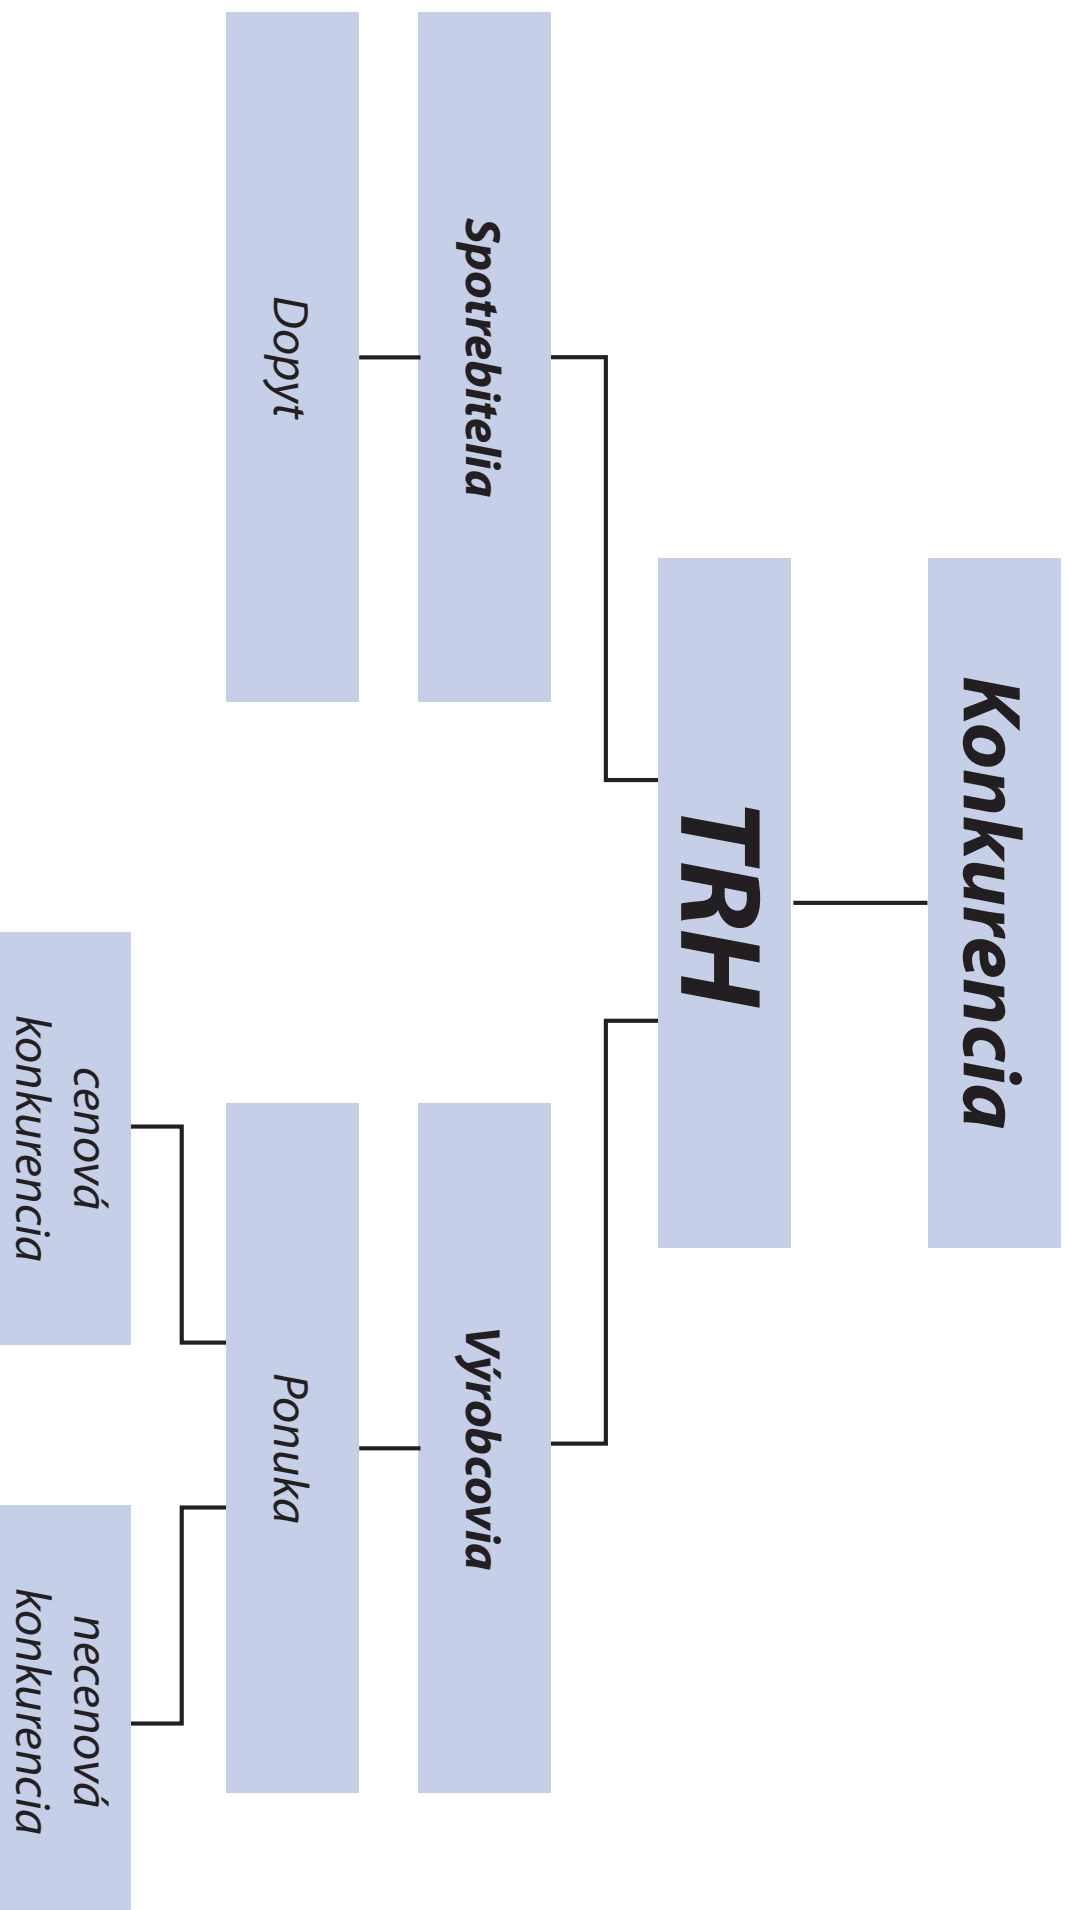 Konkurencia
TRH
Spotrebitelia
Výrobcovia
Dopyt
Ponuka
cenová
konkurencia
necenová
konkurencia